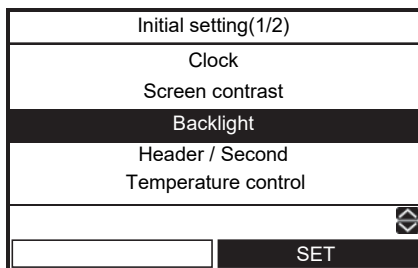 Initial setting(1/2)
Clock
Screen contrast
Backlight
Header / Second
Temperature control
SET